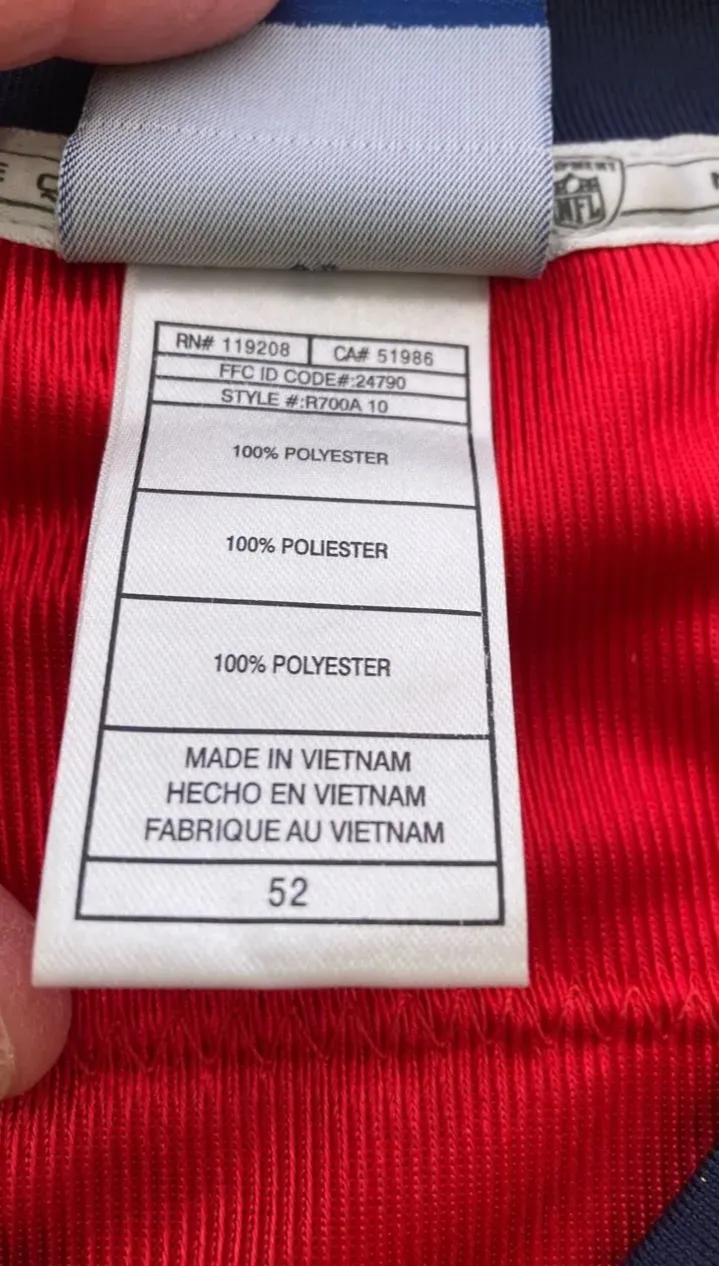 NFL
RN# 119208 CA# 51986
FFC ID CODE#:24790
STYLE #:R700A 10
100% POLYESTER
100% POLIESTER
100% POLYESTER
MADE IN VIETNAM
HECHO EN VIETNAM
FABRIQUE AU VIETNAM
52